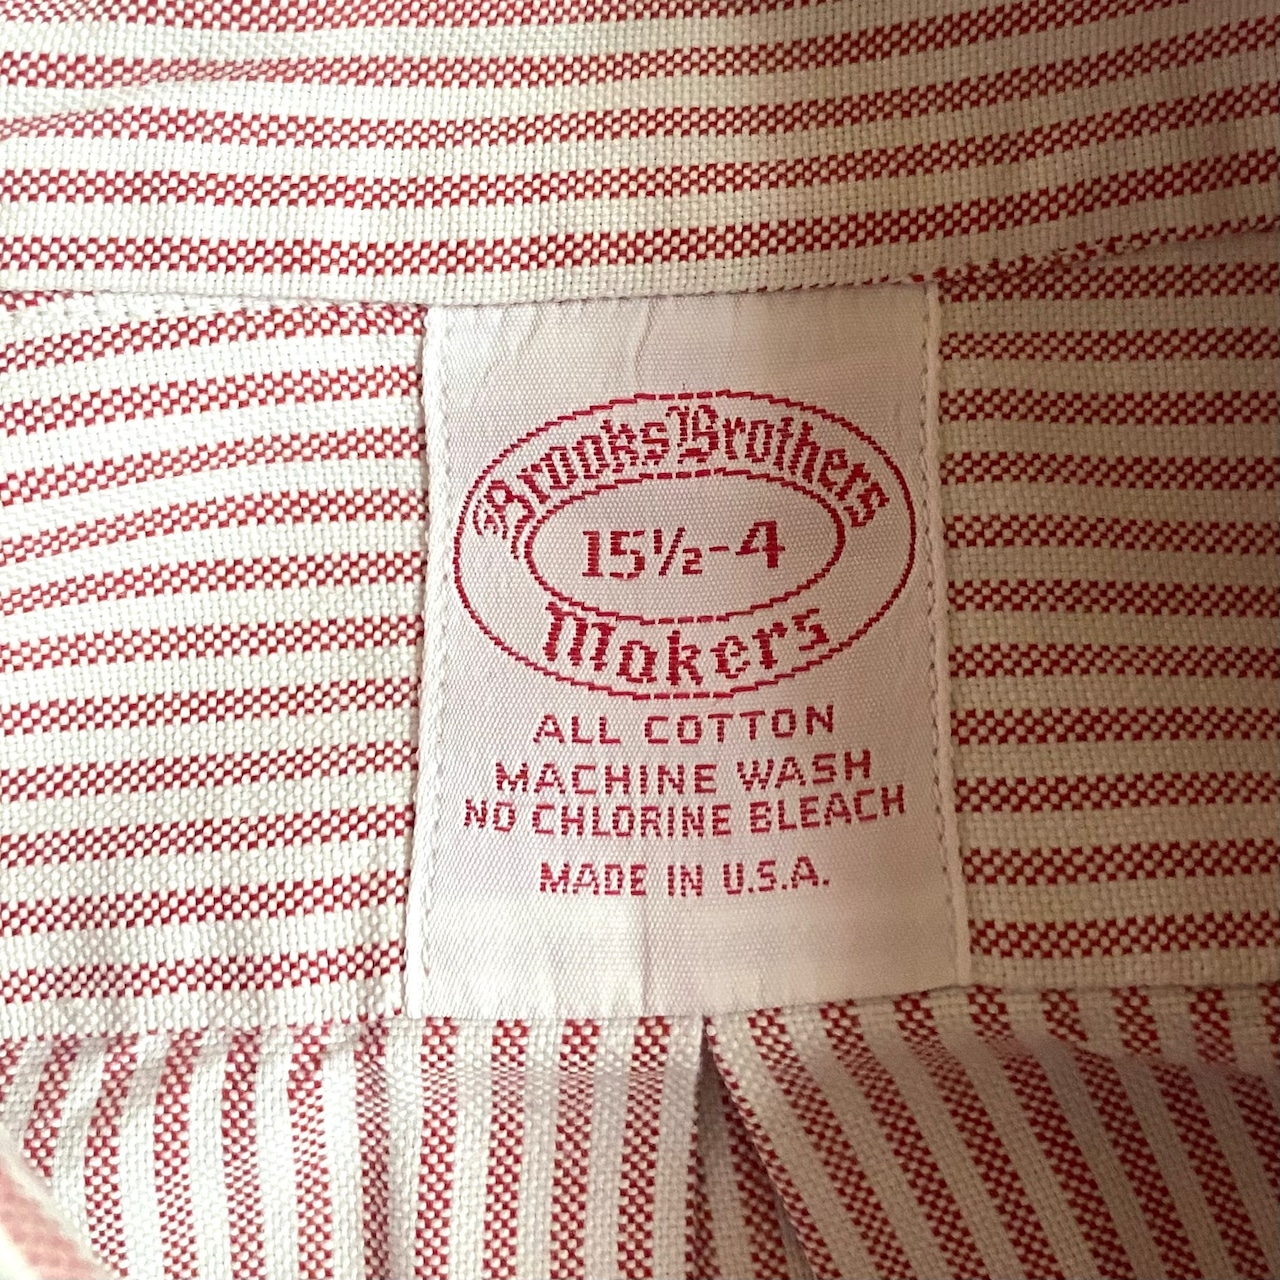 Brooks Brothers
15½-4
Makers
ALL COTTON
MACHINE WASH
NO CHLORINE BLEACH
MADE IN U.S.A.